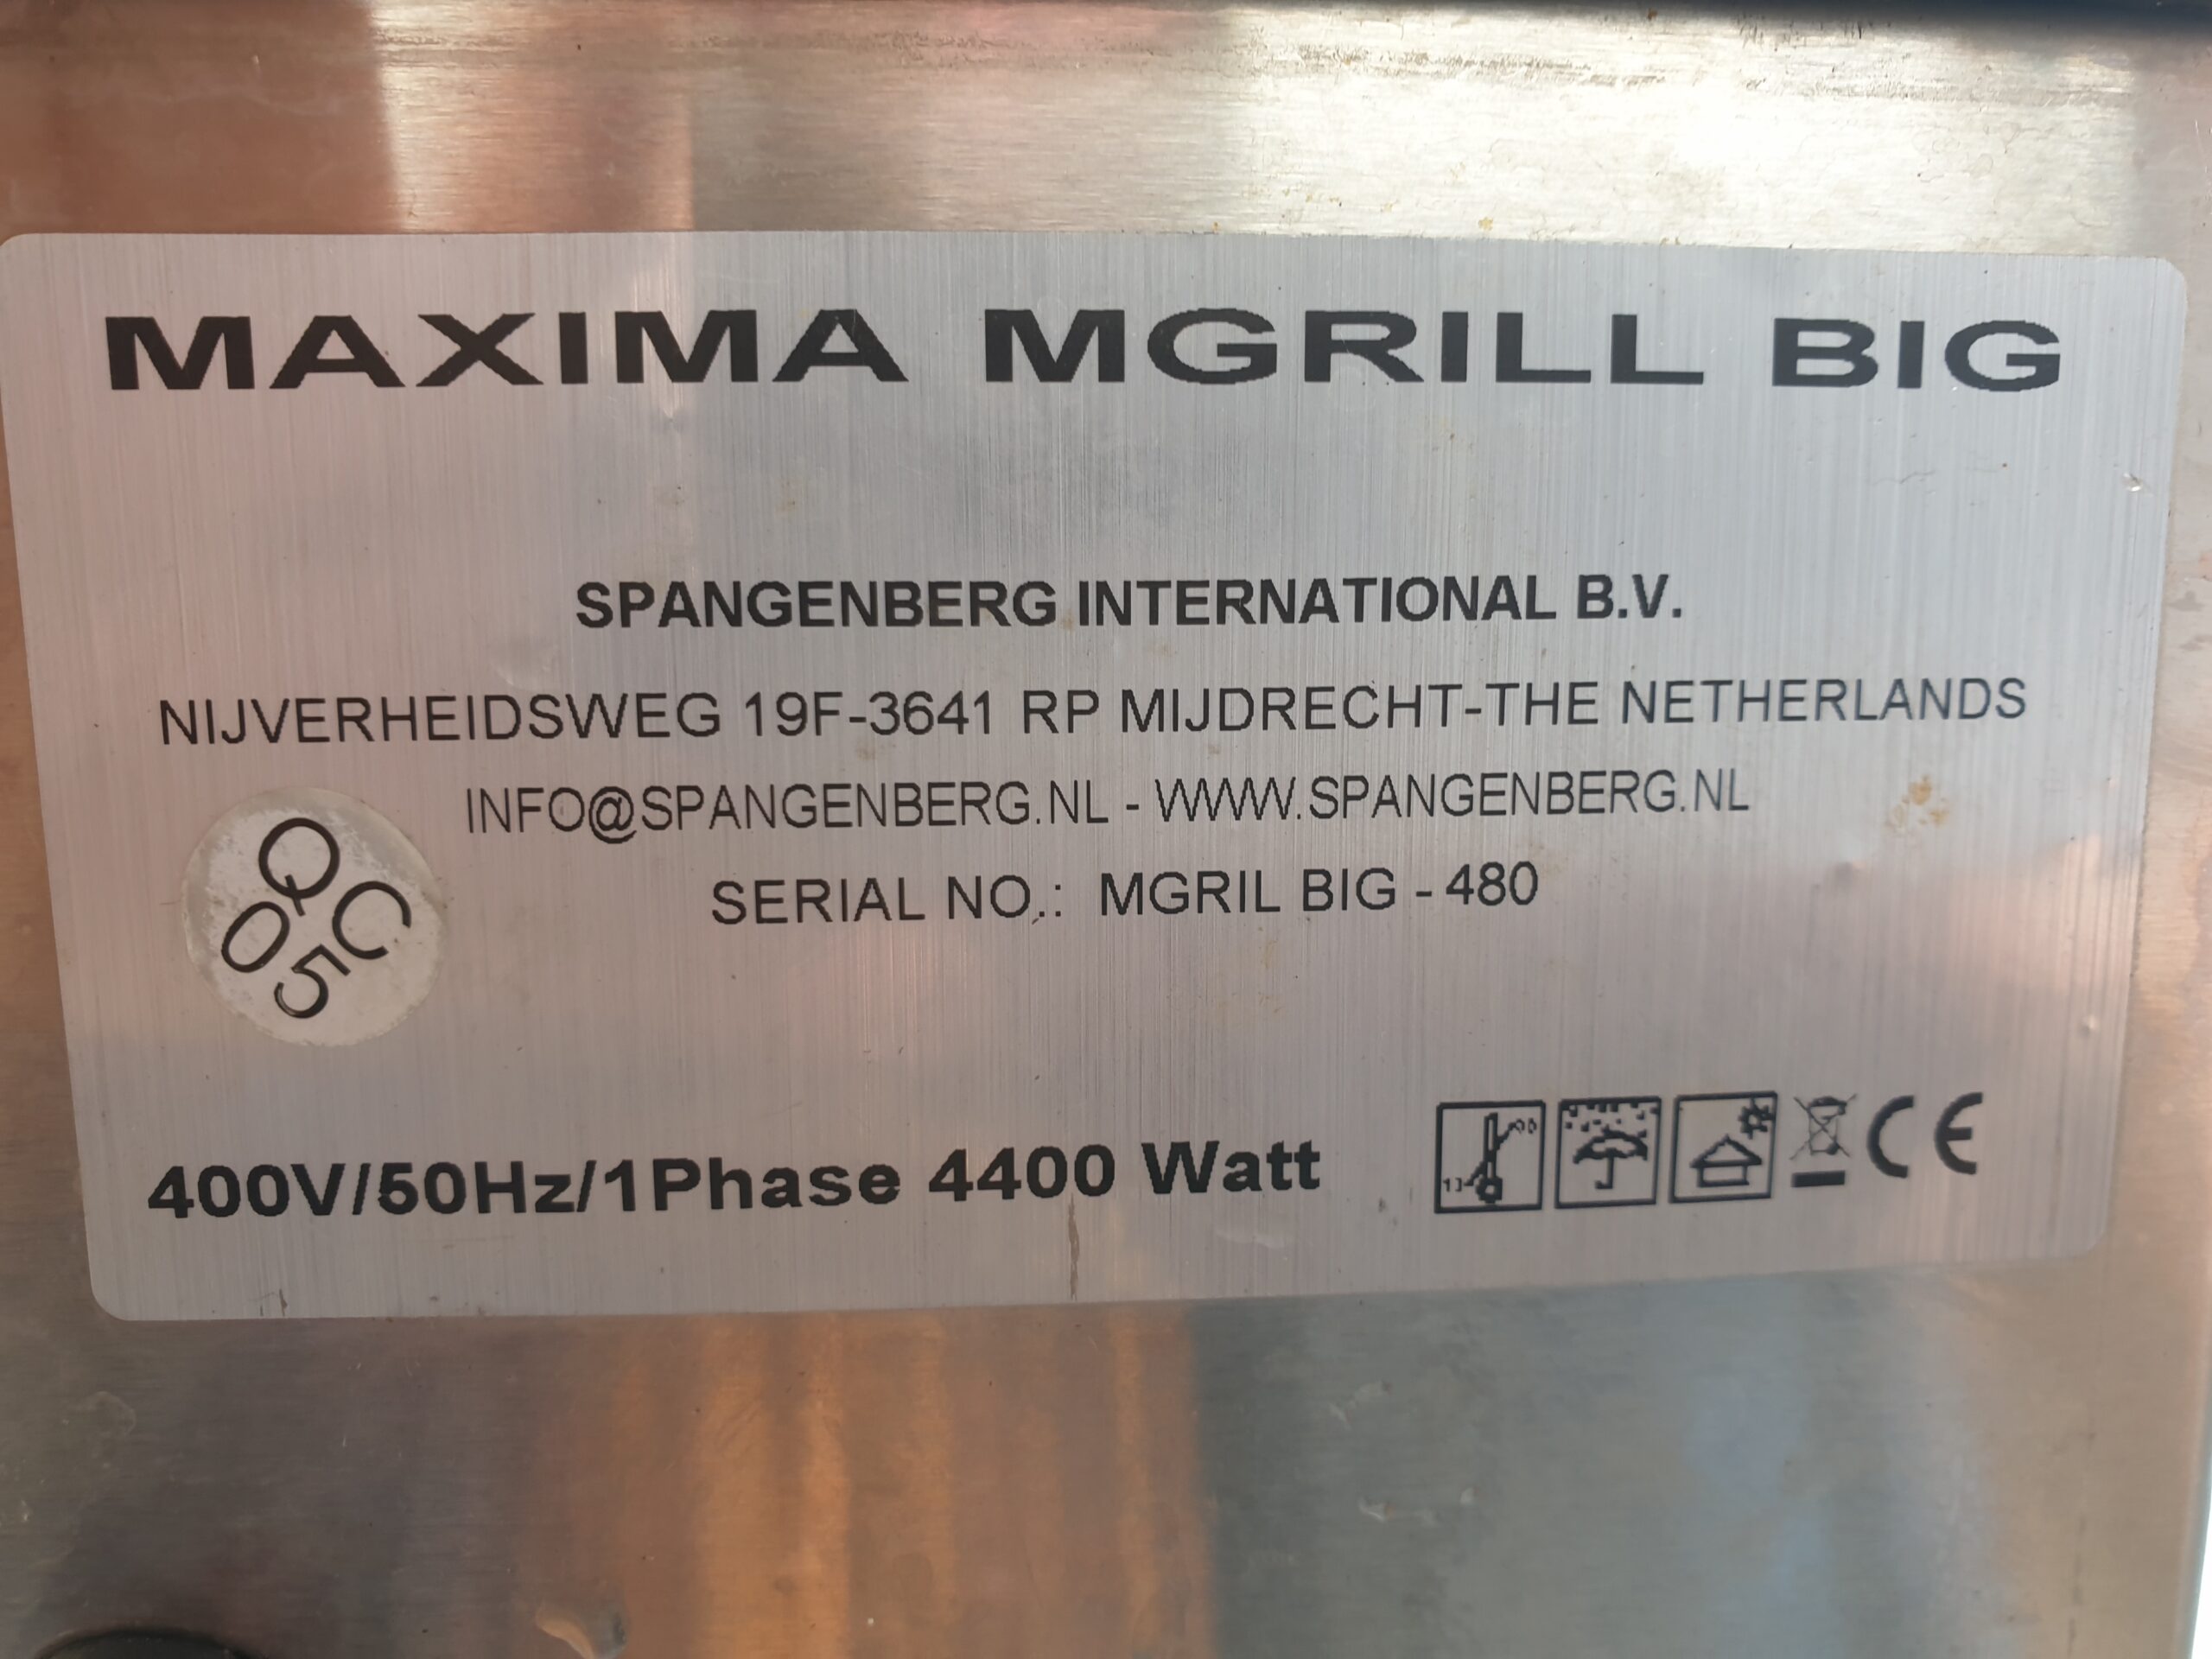 MAXIMA MGRILL BIG
SPANGENBERG INTERNATIONAL B.V.
NIJVERHEIDSWEG 19F-3641 RP MIJDRECHT-THE NETHERLANDS
INFO@SPANGENBERG.NL - WWW.SPANGENBERG.NL
SERIAL NO.: MGRIL BIG - 480
QC
05
400V/50Hz/1Phase 4400 Watt
CE